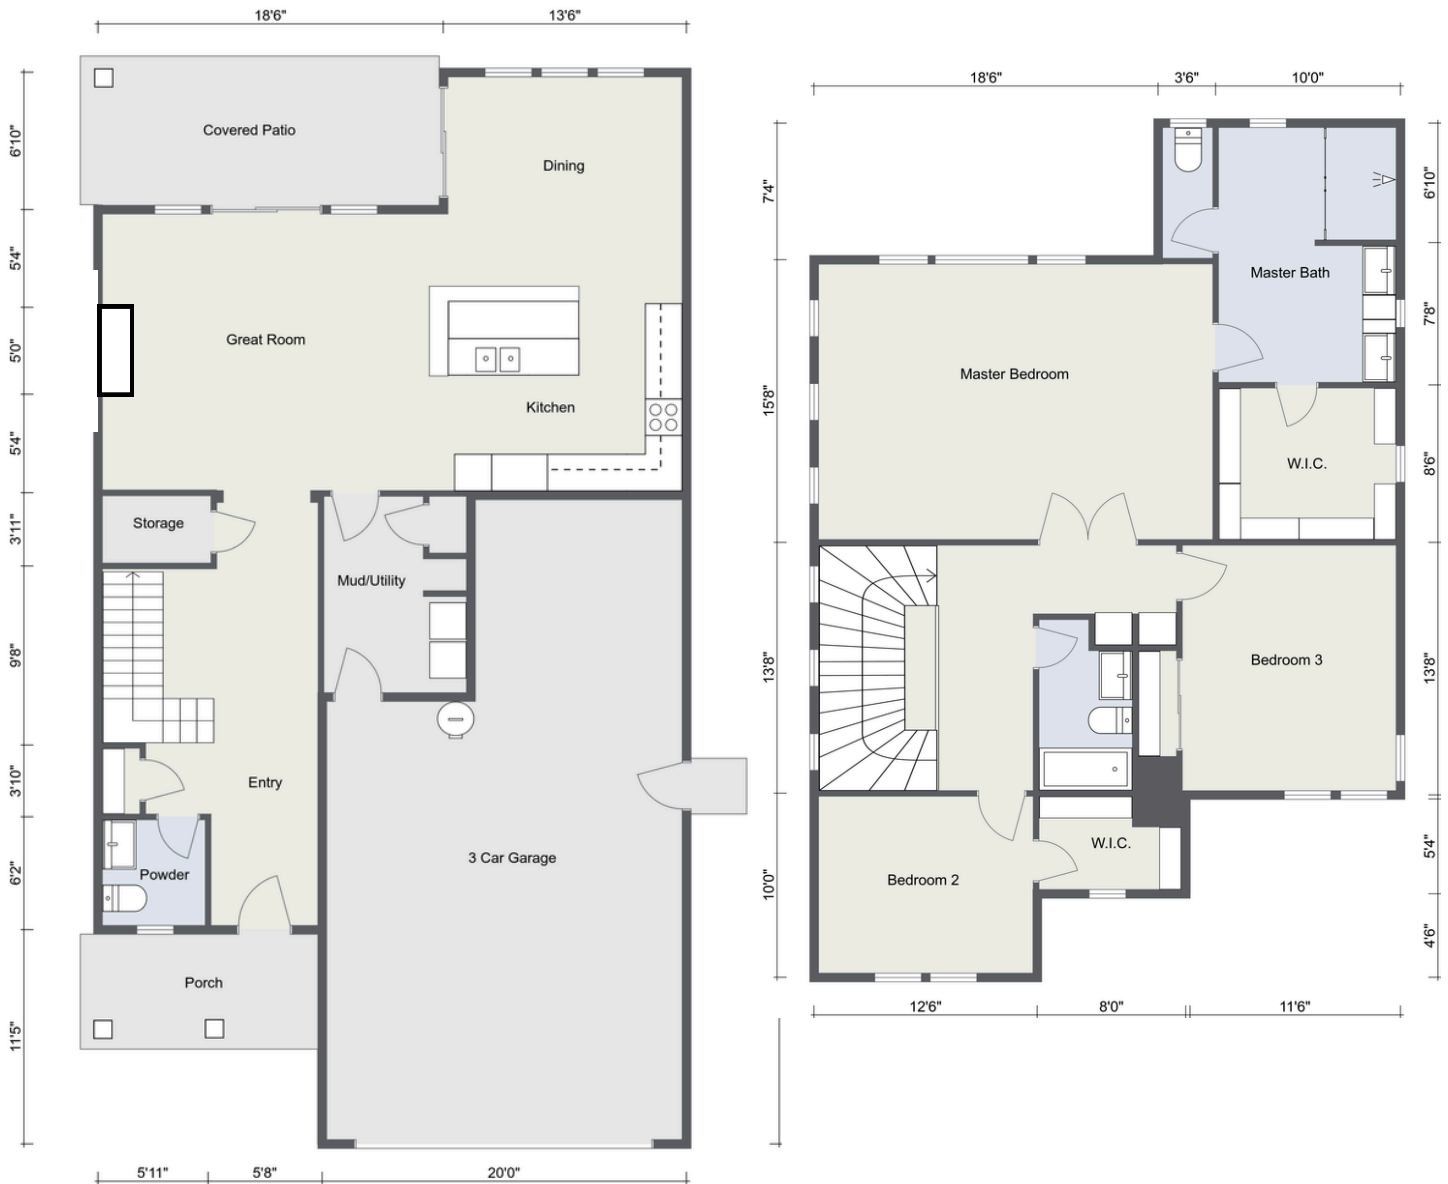 18'6" 13'6"
18'6" 3'6" 10'0"
6'10"
5'4"
5'0"
5'4"
3'11"
9'8"
3'10"
6'2"
11'5"
Covered Patio
Dining
Great Room
Kitchen
Storage
Mud/Utility
Entry
3 Car Garage
Powder
Porch
5'11" 5'8" 20'0"
7'4"
15'8"
13'8"
10'0"
Master Bath
Master Bedroom
W.I.C.
Bedroom 3
W.I.C.
Bedroom 2
6'10"
7'8"
8'6"
13'8"
5'4"
4'6"
12'6" 8'0" 11'6"